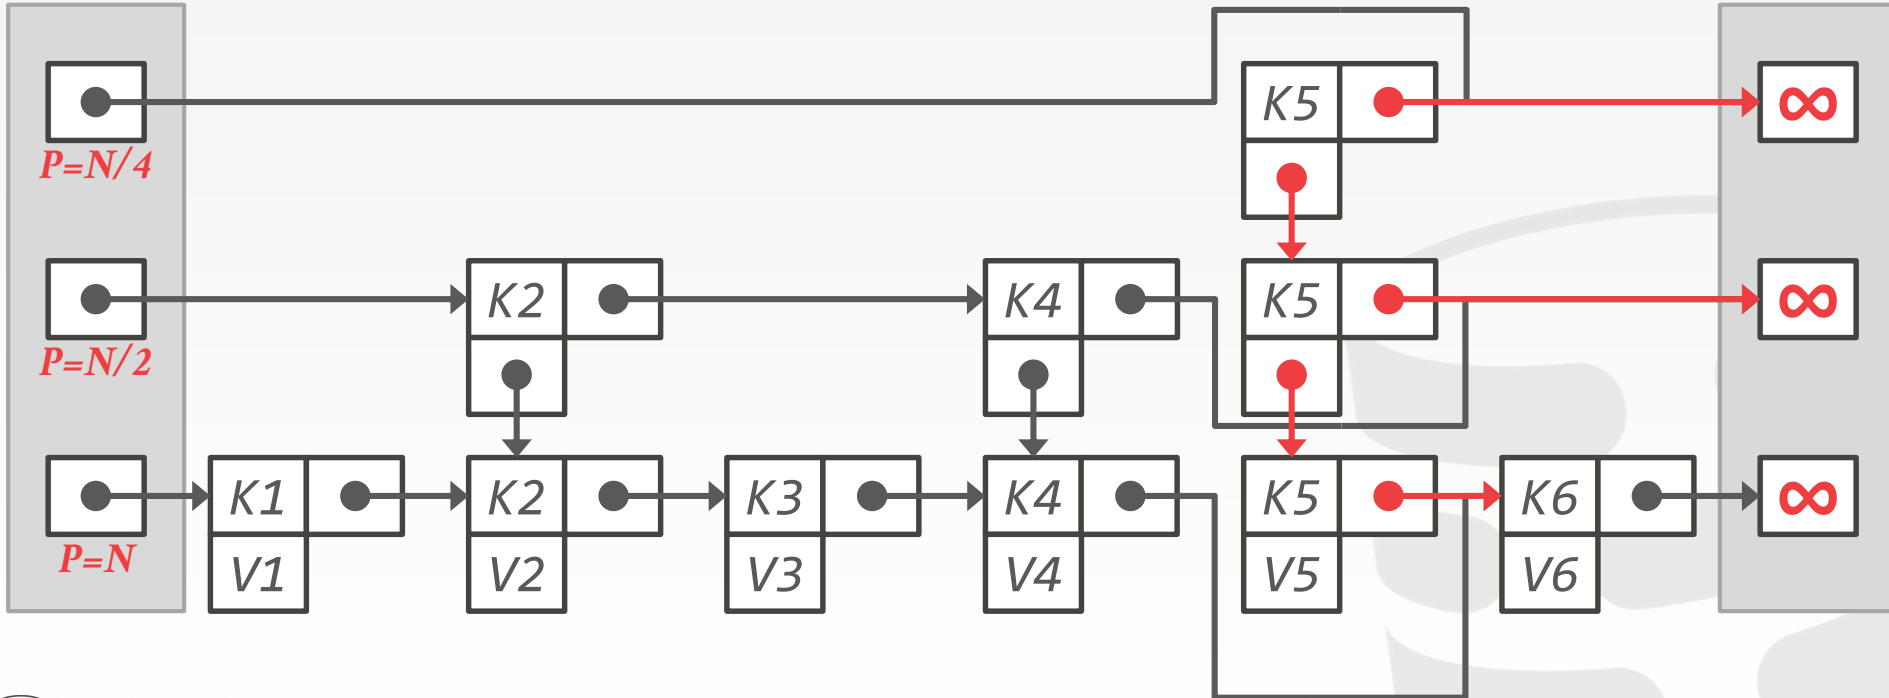 K5 ∞
P=N/4
K2 K4 K5 ∞
P=N/2
K1 K2 K3 K4 K5 K6 ∞
P=N
V1 V2 V3 V4 V5 V6